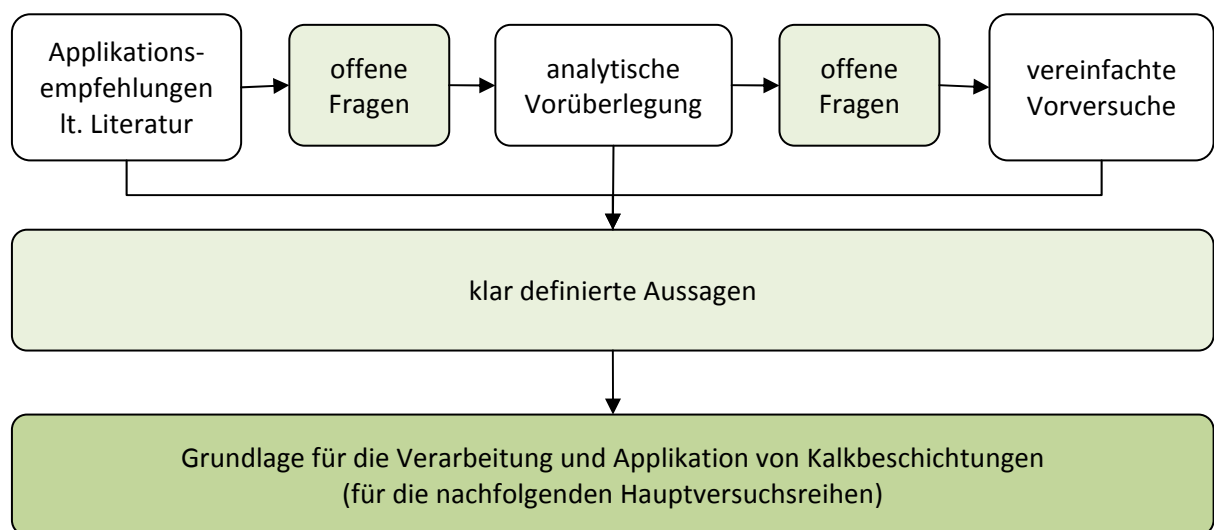 Applikations-
empfehlungen
lt. Literatur
offene
Fragen
analytische
Vorüberlegung
offene
Fragen
vereinfachte
Vorversuche
klar definierte Aussagen
Grundlage für die Verarbeitung und Applikation von Kalkbeschichtungen
(für die nachfolgenden Hauptversuchsreihen)